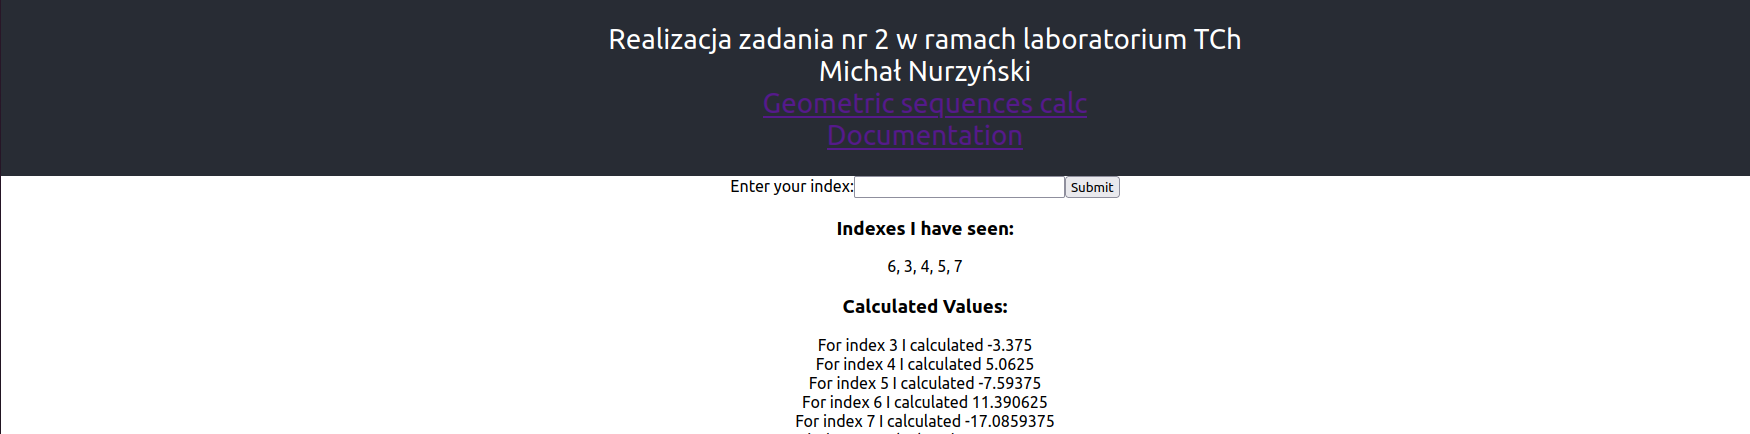 Realizacja zadania nr 2 w ramach laboratorium TCh
Michał Nurzyński
Geometric sequences calc
Documentation
Enter your index: Submit
Indexes I have seen:
6, 3, 4, 5, 7
Calculated Values:
For index 3 I calculated -3.375
For index 4 I calculated 5.0625
For index 5 I calculated -7.59375
For index 6 I calculated 11.390625
For index 7 I calculated -17.0859375